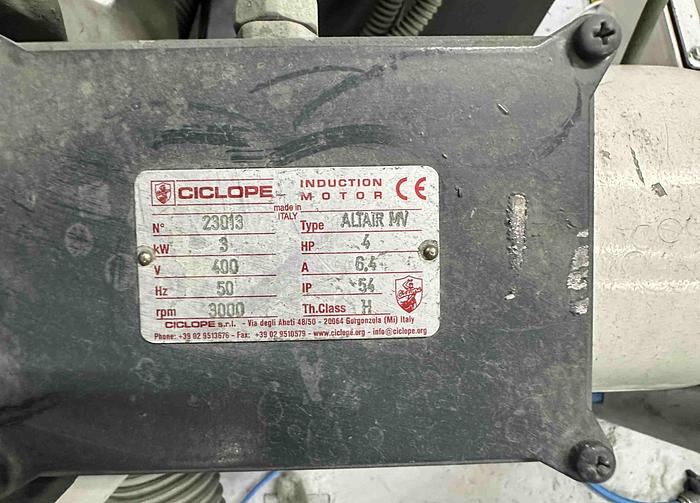 CICLOPE INDUCTION MOTOR CE
made in ITALY
N° 23013 Type ALTAIR MV
kW 3 HP 4
V 400 A 6,4
Hz 50 IP 54
rpm 3000 Th.Class H
CICLOPE s.r.l. - Via degli Abeti 48/50 - 20064 Gorgonzola (Mi) Italy
Phone: +39 02 9513676 - Fax: +39 02 9510579 - www.ciclope.org - info@ciclope.org